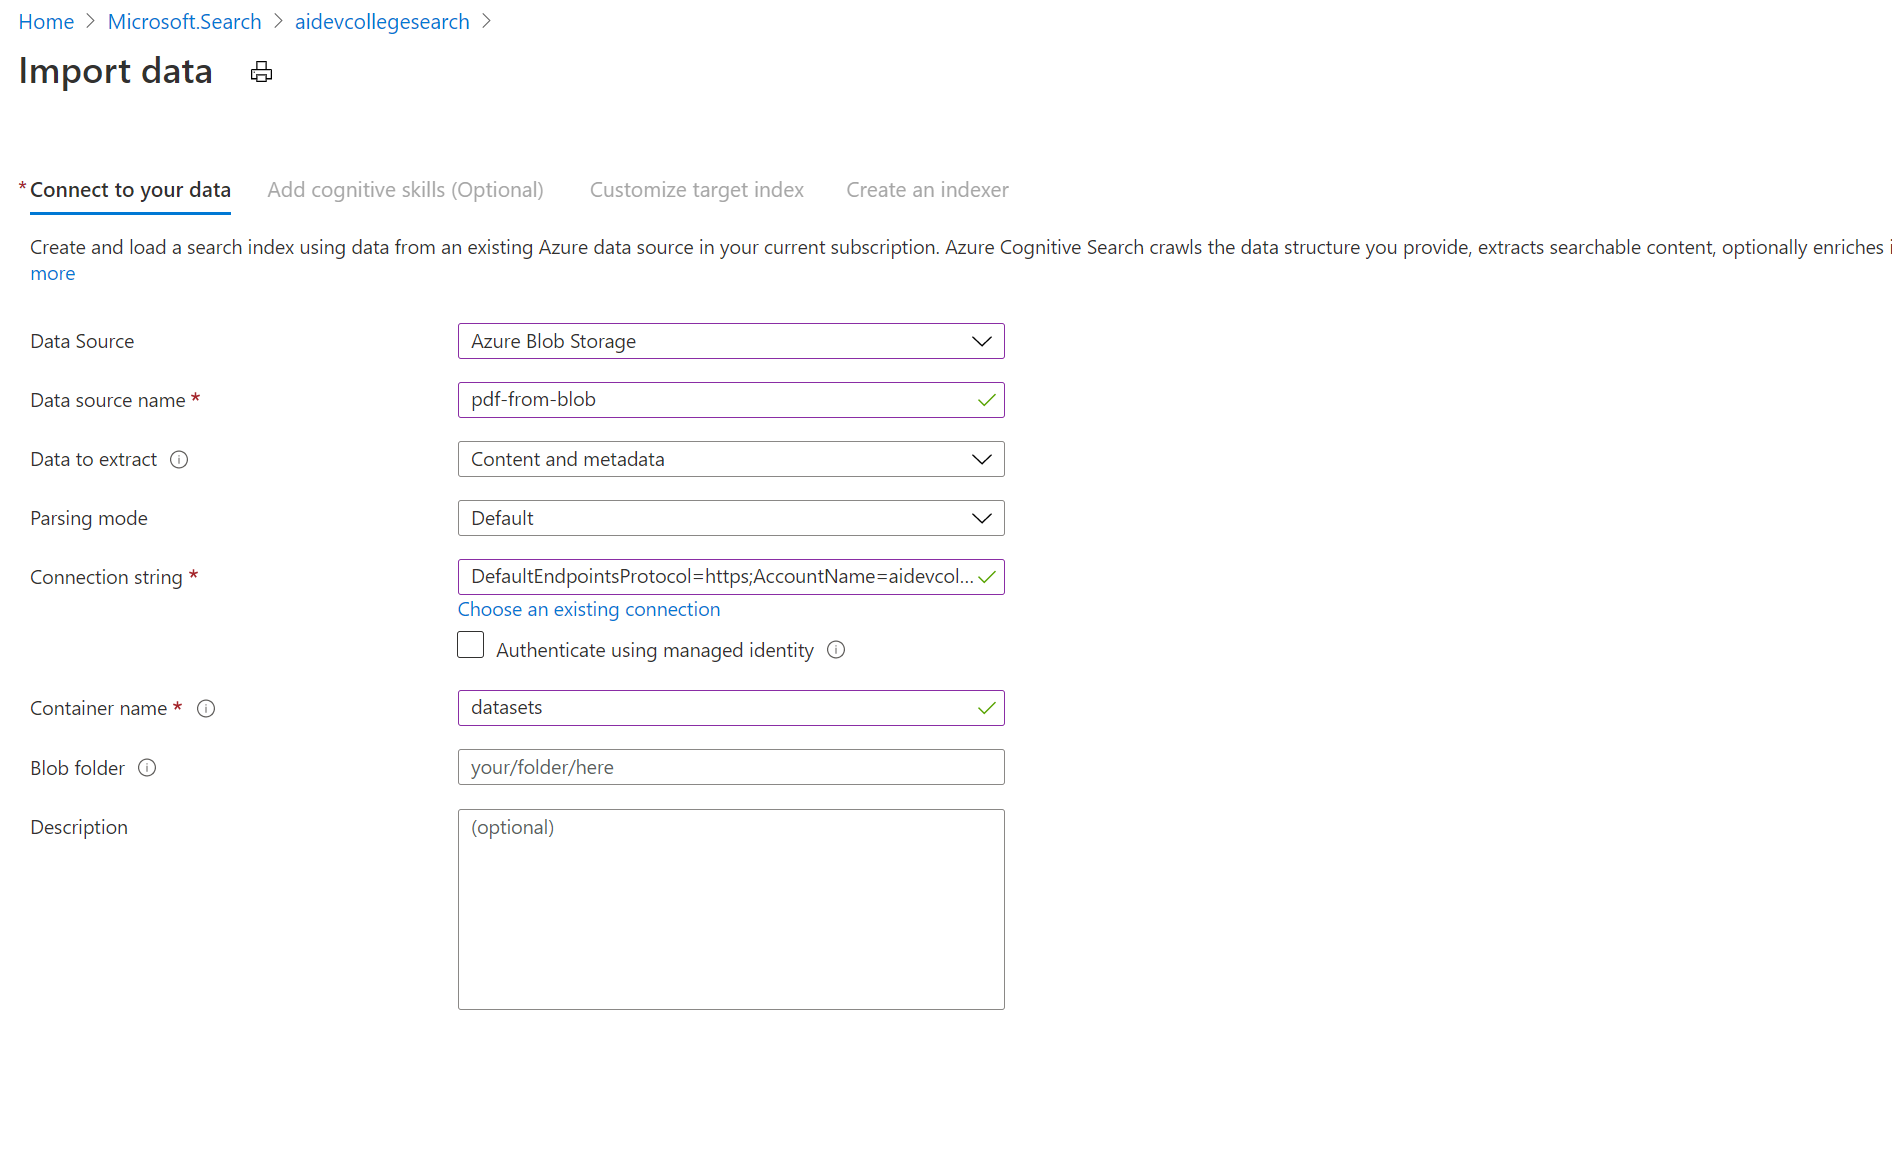 Home > Microsoft.Search > aidevcollegesearch >
Import data
* Connect to your data Add cognitive skills (Optional) Customize target index Create an indexer
Create and load a search index using data from an existing Azure data source in your current subscription. Azure Cognitive Search crawls the data structure you provide, extracts searchable content, optionally enriches
more
Data Source Azure Blob Storage
Data source name * pdf-from-blob
Data to extract Content and metadata
Parsing mode Default
Connection string * DefaultEndpointsProtocol=https;AccountName=aidevcol...
Choose an existing connection
Authenticate using managed identity
Container name * datasets
Blob folder your/folder/here
Description (optional)